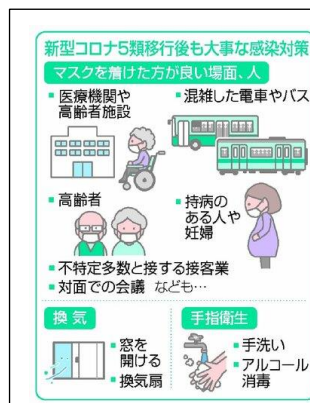 新型コロナ5類移行後も大事な感染対策
マスクを着けた方が良い場面、人
■医療機関や
高齢者施設
■混雑した電車やバス
■高齢者
■持病の
ある人や
妊婦
■不特定多数と接する接客業
■対面での会議 なども…
換気
■窓を
開ける
■換気扇
手指衛生
■手洗い
■アルコール
消毒